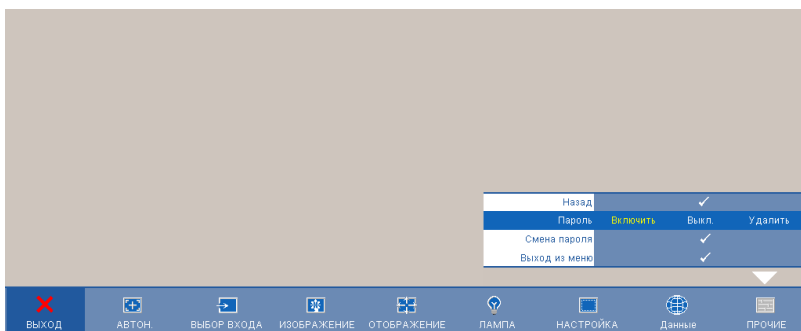 Назад
Пароль Включить Выкл. Удалить
Смена пароля
Выход из меню
ВЫХОД АВТОН. ВЫБОР ВХОДА ИЗОБРАЖЕНИЕ ОТОБРАЖЕНИЕ ЛАМПА НАСТРОЙКА Данные ПРОЧИЕ